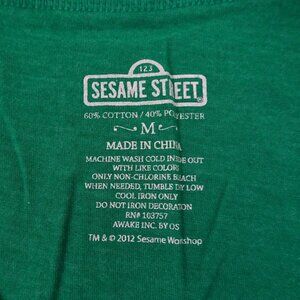 123
SESAME STREET
60% COTTON / 40% POLYESTER
M
MADE IN CHINA
MACHINE WASH COLD INSIDE OUT
WITH LIKE COLORS
ONLY NON-CHLORINE BLEACH
WHEN NEEDED, TUMBLE DRY LOW
COOL IRON ONLY
DO NOT IRON DECORATION
RN# 103757
AWAKE INC. BY OS
TM & © 2012 Sesame Workshop